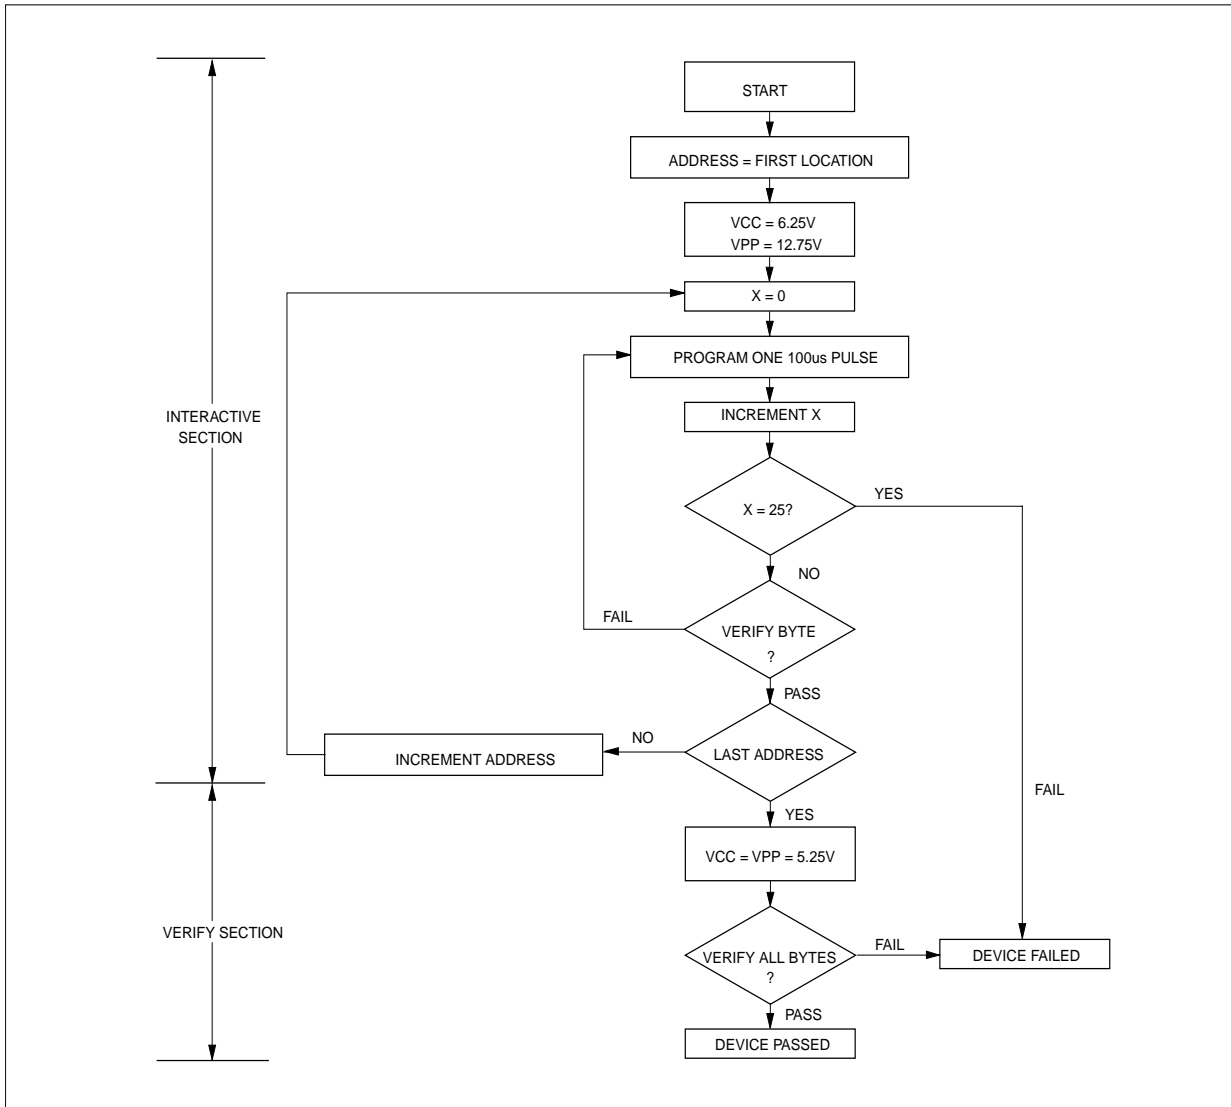 START
ADDRESS = FIRST LOCATION
VCC = 6.25V
VPP = 12.75V
X = 0
PROGRAM ONE 100us PULSE
INTERACTIVE
SECTION
INCREMENT X
X = 25?
YES
NO
FAIL
VERIFY BYTE
?
PASS
NO
LAST ADDRESS
INCREMENT ADDRESS
FAIL
YES
VCC = VPP = 5.25V
VERIFY SECTION
VERIFY ALL BYTES
?
FAIL
DEVICE FAILED
PASS
DEVICE PASSED